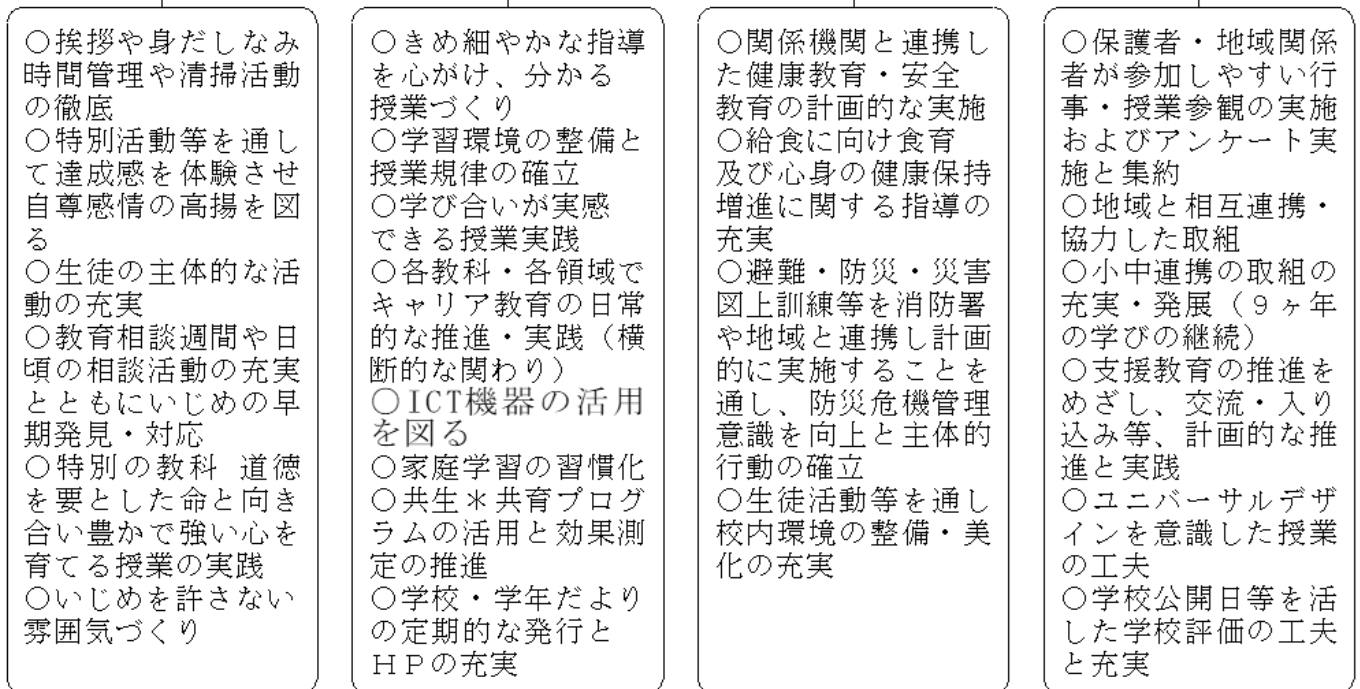 ○挨拶や身だしなみ
時間管理や清掃活動
の徹底
○特別活動等を通し
て達成感を体験させ
自尊感情の高揚を図
る
○生徒の主体的な活
動の充実
○教育相談週間や日
頃の相談活動の充実
とともにいじめの早
期発見・対応
○特別の教科 道徳
を要とした命と向き
合い豊かで強い心を
育てる授業の実践
○いじめを許さない
雰囲気づくり
○きめ細やかな指導
を心がけ、分かる
授業づくり
○学習環境の整備と
授業規律の確立
○学び合いが実感
できる授業実践
○各教科・各領域で
キャリア教育の日常
的な推進・実践（横
断的な関わり）
○ICT機器の活用
を図る
○家庭学習の習慣化
○共生＊共育プログ
ラムの活用と効果測
定の推進
○学校・学年だより
の定期的な発行と
ＨＰの充実
○関係機関と連携し
た健康教育・安全
教育の計画的な実施
○給食に向け食育
及び心身の健康保持
増進に関する指導の
充実
○避難・防災・災害
図上訓練等を消防署
や地域と連携し計画
的に実施することを
通し、防災危機管理
意識を向上と主体的
行動の確立
○生徒活動等を通し
校内環境の整備・美
化の充実
○保護者・地域関係
者が参加しやすい行
事・授業参観の実施
およびアンケート実
施と集約
○地域と相互連携・
協力した取組
○小中連携の取組の
充実・発展（９ヶ年
の学びの継続）
○支援教育の推進を
めざし、交流・入り
込み等、計画的な推
進と実践
○ユニバーサルデザ
インを意識した授業
の工夫
○学校公開日等を活
した学校評価の工夫
と充実